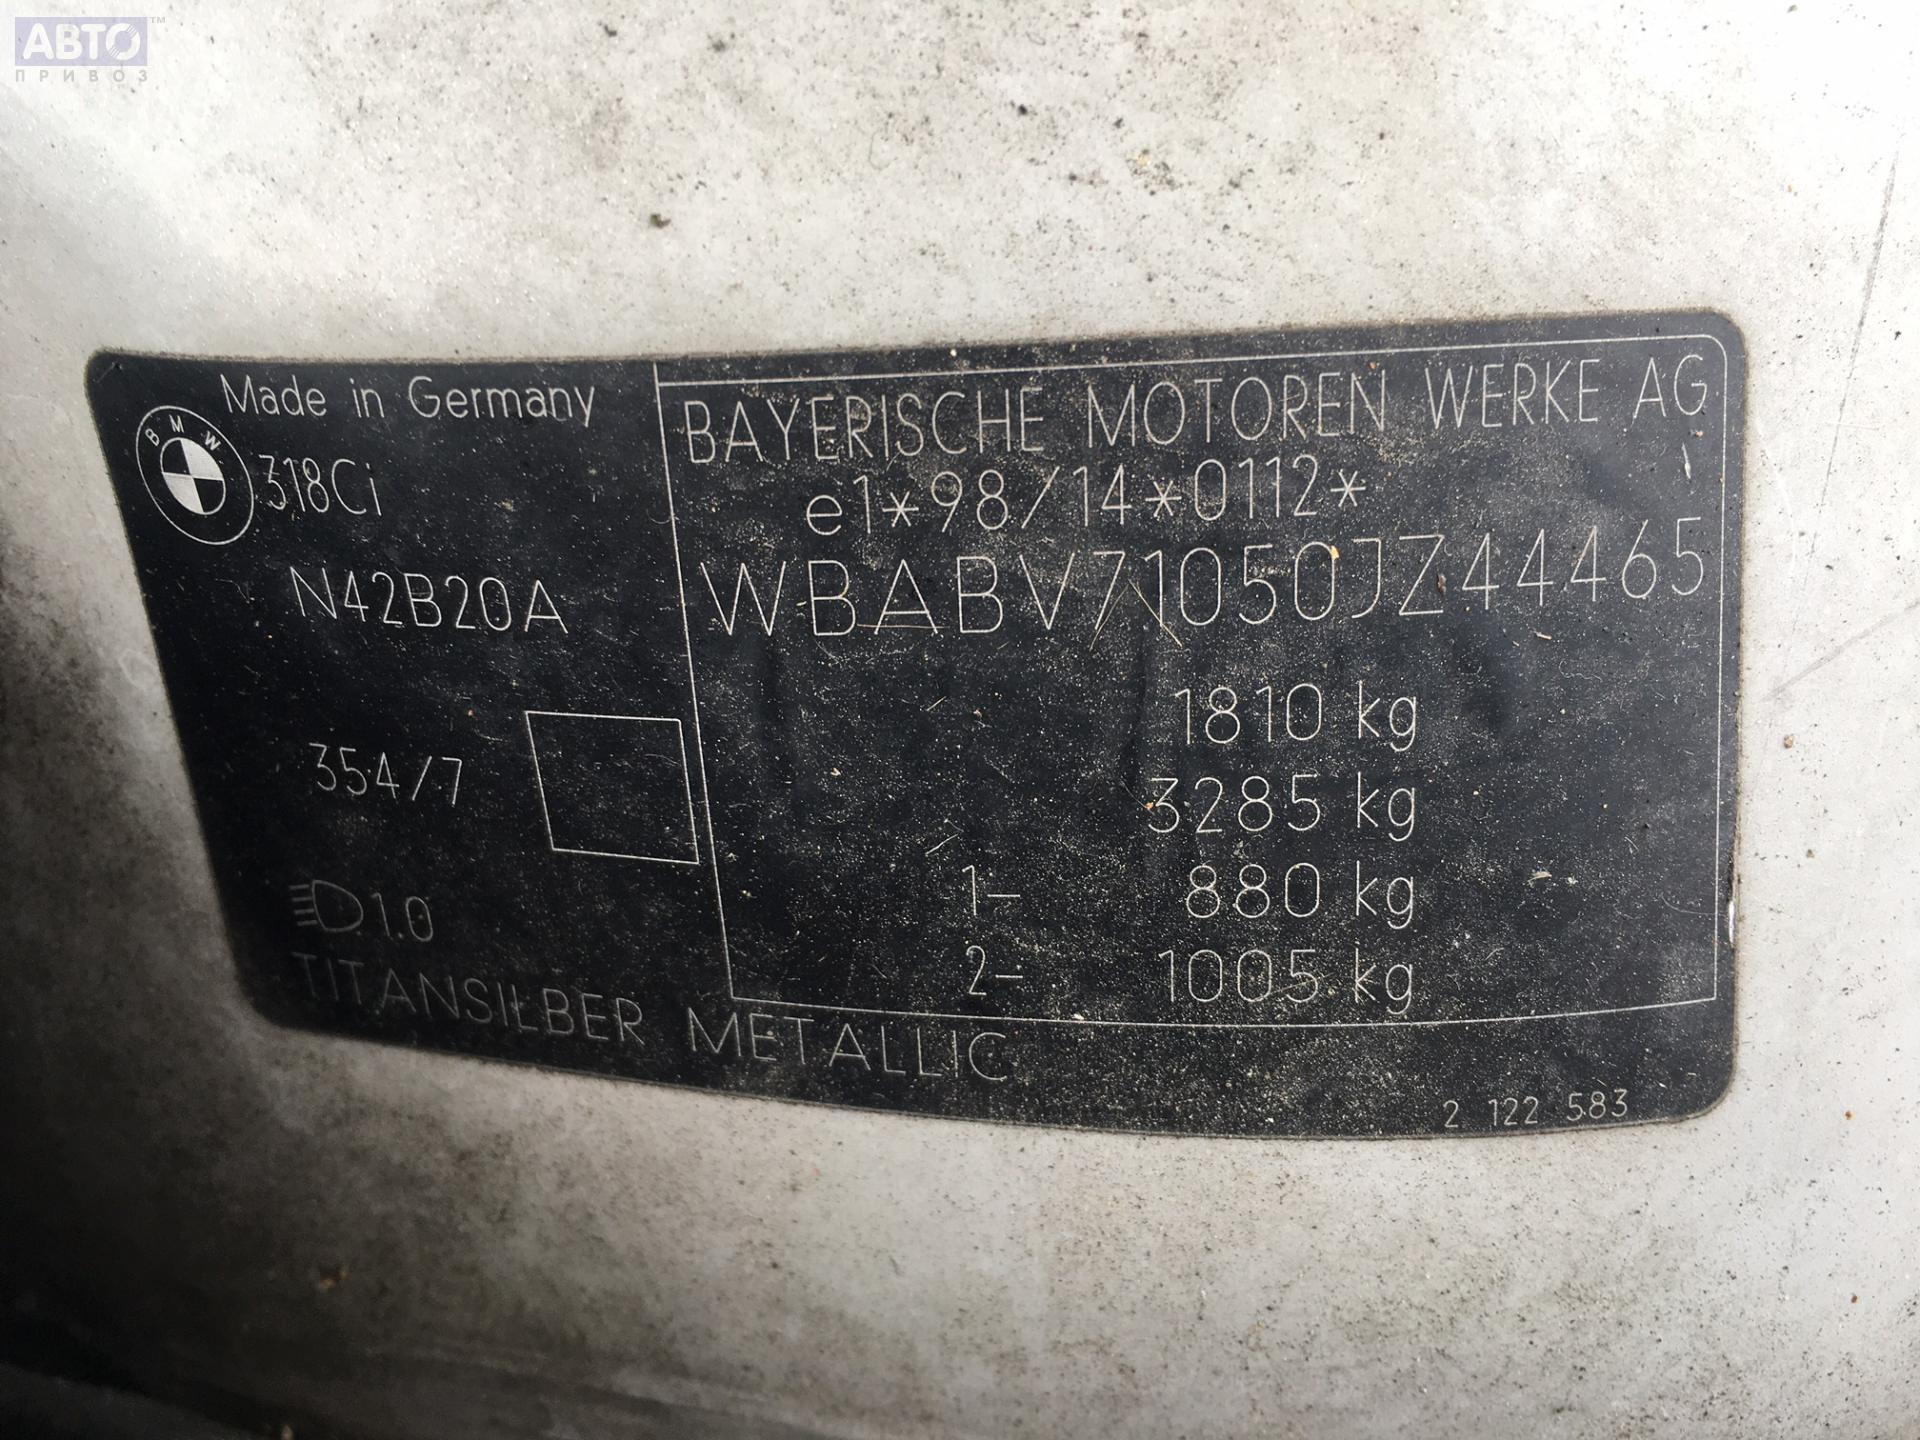 АВТО™
ПРИВОЗ
Made in Germany
BMW
318Ci
N42B20A
354/7
1.0
TITANSILBER METALLIC
BAYERISCHE MOTOREN WERKE AG
e1*98/14*0112*
WBABV71050JZ44465
1810 kg
3285 kg
1- 880 kg
2- 1005 kg
2 122 583